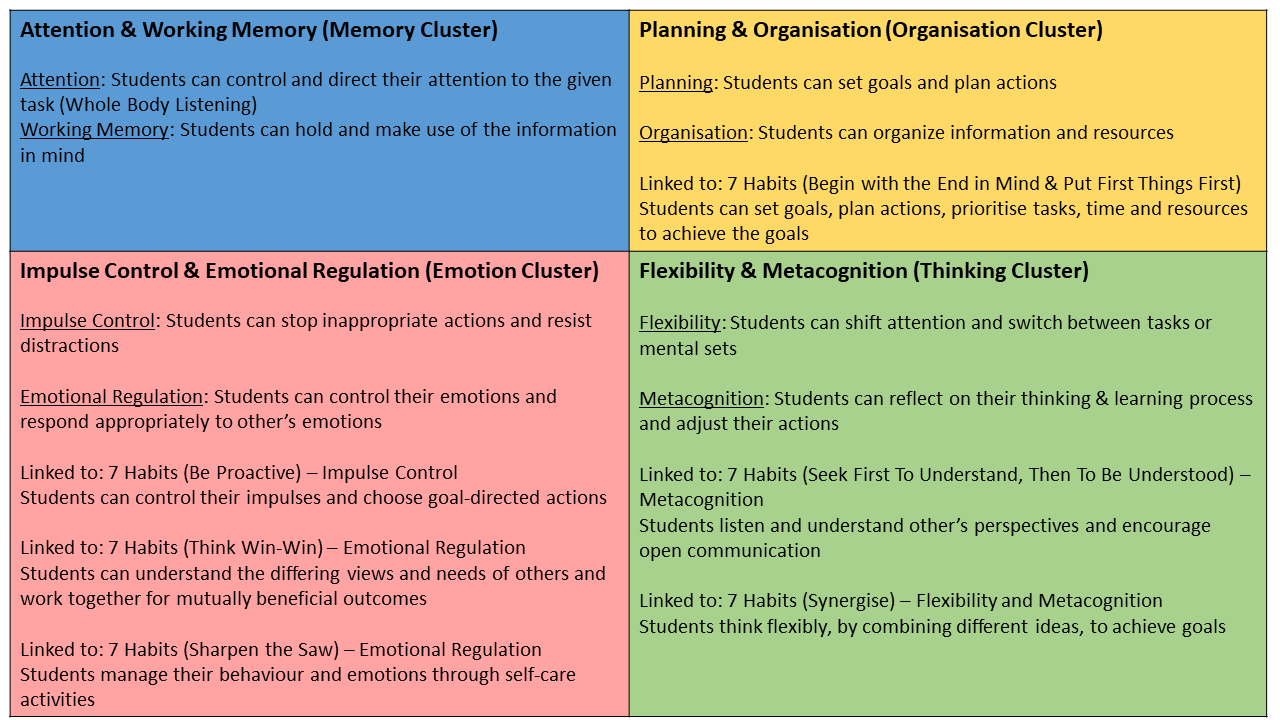 Attention & Working Memory (Memory Cluster)
Attention: Students can control and direct their attention to the given
task (Whole Body Listening)
Working Memory: Students can hold and make use of the information
in mind
Planning & Organisation (Organisation Cluster)
Planning: Students can set goals and plan actions
Organisation: Students can organize information and resources
Linked to: 7 Habits (Begin with the End in Mind & Put First Things First)
Students can set goals, plan actions, prioritise tasks, time and resources
to achieve the goals
Impulse Control & Emotional Regulation (Emotion Cluster)
Impulse Control: Students can stop inappropriate actions and resist
distractions
Emotional Regulation: Students can control their emotions and
respond appropriately to other’s emotions
Linked to: 7 Habits (Be Proactive) – Impulse Control
Students can control their impulses and choose goal-directed actions
Linked to: 7 Habits (Think Win-Win) – Emotional Regulation
Students can understand the differing views and needs of others and
work together for mutually beneficial outcomes
Linked to: 7 Habits (Sharpen the Saw) – Emotional Regulation
Students manage their behaviour and emotions through self-care
activities
Flexibility & Metacognition (Thinking Cluster)
Flexibility: Students can shift attention and switch between tasks or
mental sets
Metacognition: Students can reflect on their thinking & learning process
and adjust their actions
Linked to: 7 Habits (Seek First To Understand, Then To Be Understood) –
Metacognition
Students listen and understand other’s perspectives and encourage
open communication
Linked to: 7 Habits (Synergise) – Flexibility and Metacognition
Students think flexibly, by combining different ideas, to achieve goals